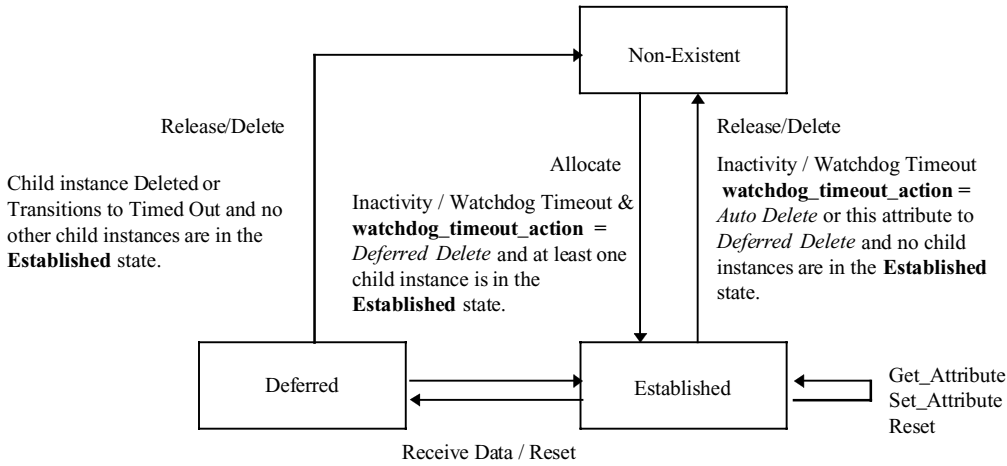 Non-Existent
Release/Delete
Child instance Deleted or
Transitions to Timed Out and no
other child instances are in the
Established state.
Allocate
Inactivity / Watchdog Timeout &
watchdog_timeout_action =
Deferred Delete and at least one
child instance is in the
Established state.
Release/Delete
Inactivity / Watchdog Timeout
watchdog_timeout_action =
Auto Delete or this attribute to
Deferred Delete and no child
instances are in the Established
state.
Deferred
Established
Get_Attribute
Set_Attribute
Reset
Receive Data / Reset